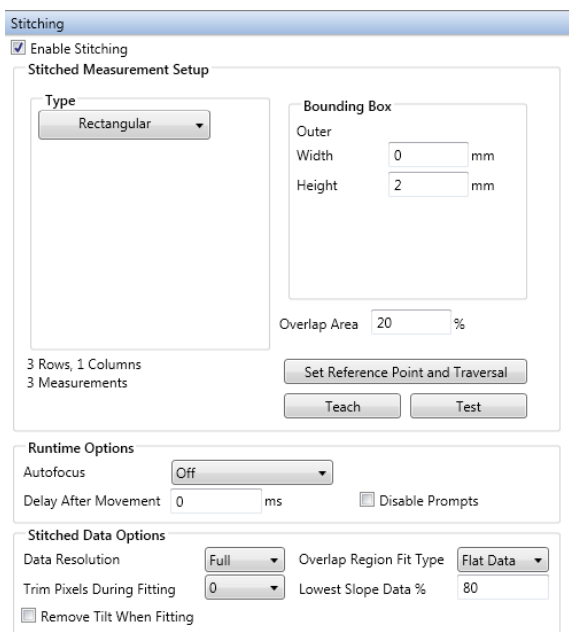 Stitching
Enable Stitching
Stitched Measurement Setup
Type
Rectangular
Bounding Box
Outer
Width 0 mm
Height 2 mm
Overlap Area 20 %
3 Rows, 1 Columns
3 Measurements
Set Reference Point and Traversal
Teach Test
Runtime Options
Autofocus Off
Delay After Movement 0 ms Disable Prompts
Stitched Data Options
Data Resolution Full Overlap Region Fit Type Flat Data
Trim Pixels During Fitting 0 Lowest Slope Data % 80
Remove Tilt When Fitting